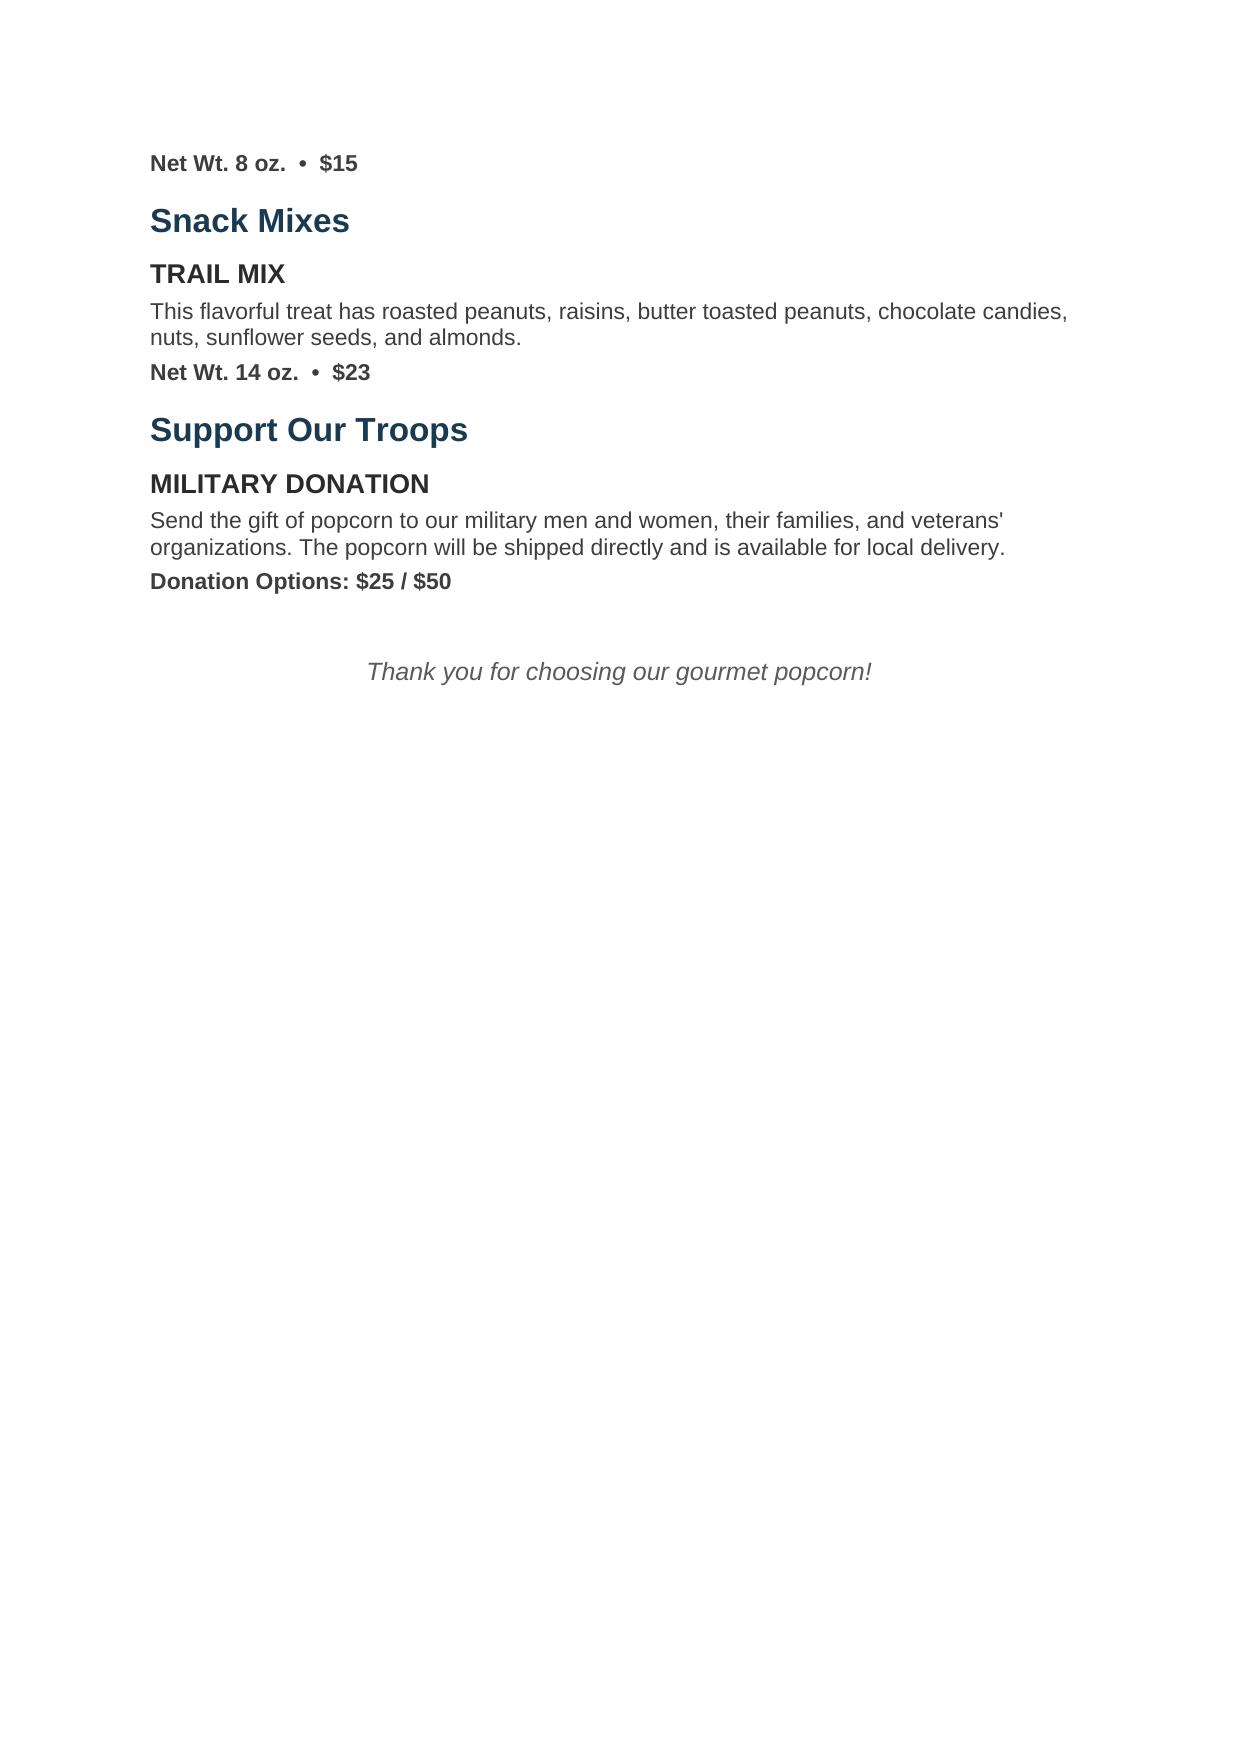 Net Wt. 8 oz. • $15
Snack Mixes
TRAIL MIX
This flavorful treat has roasted peanuts, raisins, butter toasted peanuts, chocolate candies,
nuts, sunflower seeds, and almonds.
Net Wt. 14 oz. • $23
Support Our Troops
MILITARY DONATION
Send the gift of popcorn to our military men and women, their families, and veterans'
organizations. The popcorn will be shipped directly and is available for local delivery.
Donation Options: $25 / $50
Thank you for choosing our gourmet popcorn!